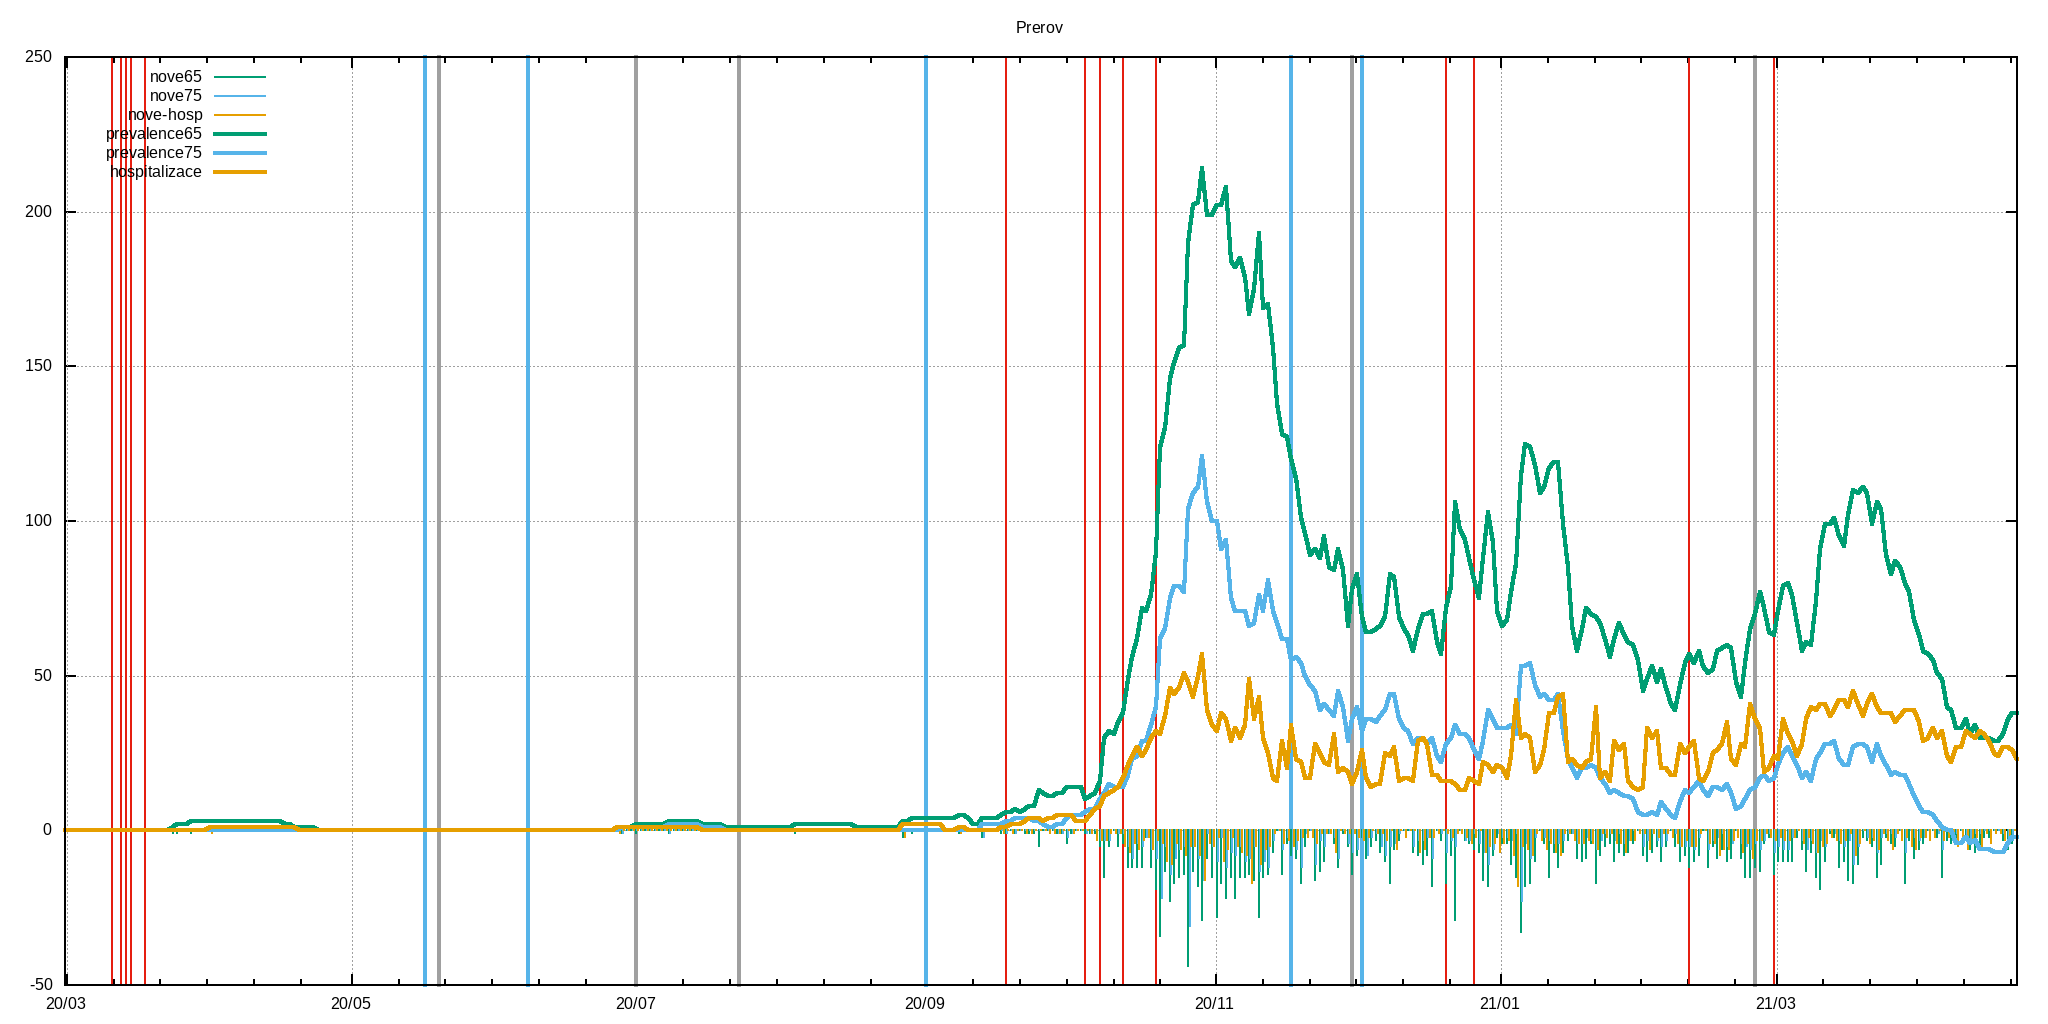 Prerov
250
nove65
nove75
nove-hosp
prevalence65
prevalence75
hospitalizace
200
150
100
50
0
-50
20/03 20/05 20/07 20/09 20/11 21/01 21/03